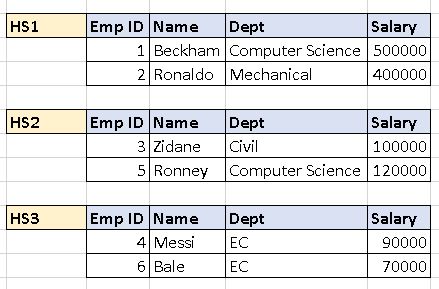 HS1 Emp ID Name Dept Salary
1 Beckham Computer Science 500000
2 Ronaldo Mechanical 400000
HS2 Emp ID Name Dept Salary
3 Zidane Civil 100000
5 Ronney Computer Science 120000
HS3 Emp ID Name Dept Salary
4 Messi EC 90000
6 Bale EC 70000